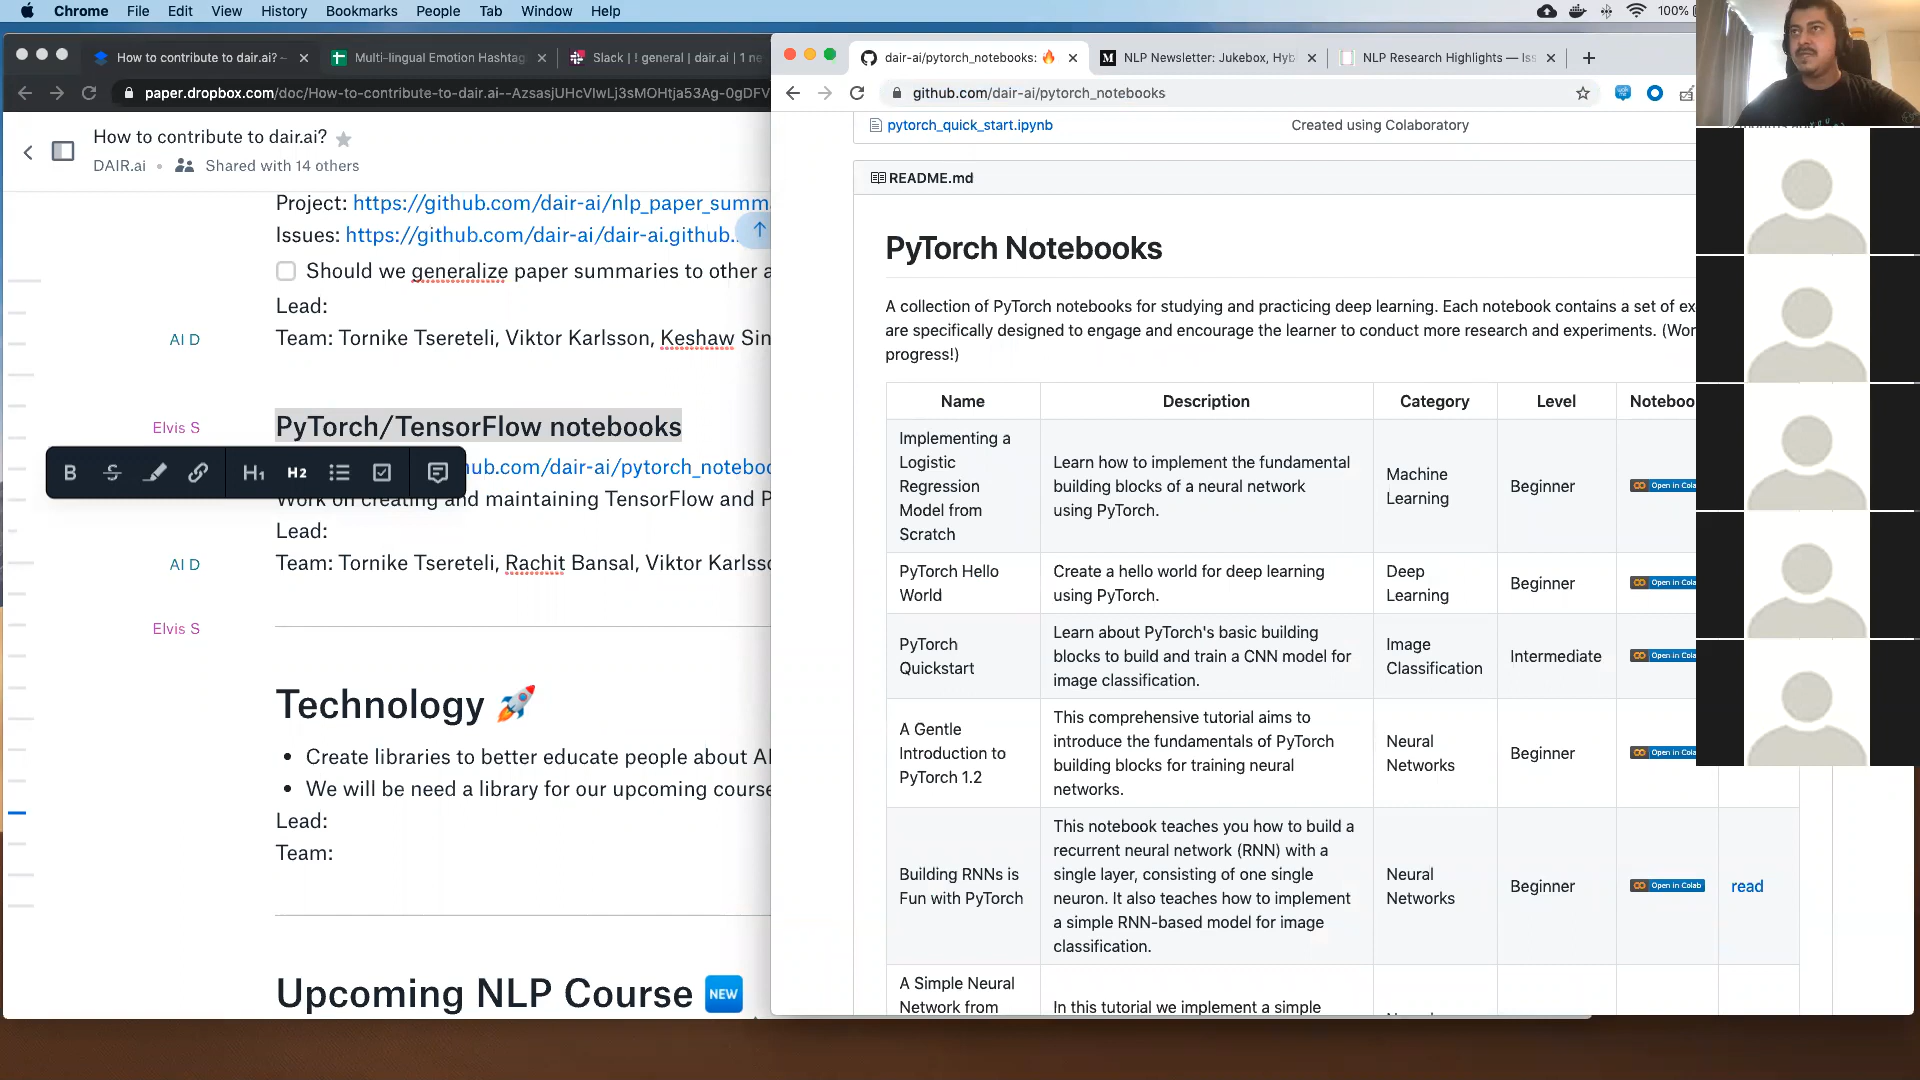 Chrome File Edit View History Bookmarks People Tab Window Help
100%
How to contribute to dair.ai? -
Multi-lingual Emotion Hashtag
Slack | ! general | dair.ai | 1 ne
paper.dropbox.com/doc/How-to-contribute-to-dair.ai--AzsasjUHcVIwLj3sMOHtja53Ag-0gDFV
How to contribute to dair.ai?
DAIR.ai • Shared with 14 others
Project: https://github.com/dair-ai/nlp_paper_summ
Issues: https://github.com/dair-ai/dair-ai.github.
Should we generalize paper summaries to other a
Lead:
AI D
Team: Tornike Tsereteli, Viktor Karlsson, Keshaw Sin
Elvis S
PyTorch/TensorFlow notebooks
B S H1 H2
ub.com/dair-ai/pytorch_noteboo
Work on creating and maintaining TensorFlow and P
Lead:
AI D
Team: Tornike Tsereteli, Rachit Bansal, Viktor Karlsso
Elvis S
Technology 🚀
• Create libraries to better educate people about AI
• We will be need a library for our upcoming course
Lead:
Team:
Upcoming NLP Course NEW
dair-ai/pytorch_notebooks: 🔥
NLP Newsletter: Jukebox, Hyb
NLP Research Highlights — Iss
github.com/dair-ai/pytorch_notebooks
pytorch_quick_start.ipynb
Created using Colaboratory
README.md
PyTorch Notebooks
A collection of PyTorch notebooks for studying and practicing deep learning. Each notebook contains a set of ex
are specifically designed to engage and encourage the learner to conduct more research and experiments. (Wor
progress!)
Name Description Category Level Noteboo
Implementing a
Logistic
Regression
Model from
Scratch
Learn how to implement the fundamental
building blocks of a neural network
using PyTorch.
Machine
Learning
Beginner
Open in Cola
PyTorch Hello
World
Create a hello world for deep learning
using PyTorch.
Deep
Learning
Beginner
Open in Cola
PyTorch
Quickstart
Learn about PyTorch's basic building
blocks to build and train a CNN model for
image classification.
Image
Classification
Intermediate
Open in Cola
A Gentle
Introduction to
PyTorch 1.2
This comprehensive tutorial aims to
introduce the fundamentals of PyTorch
building blocks for training neural
networks.
Neural
Networks
Beginner
Open in Cola
Building RNNs is
Fun with PyTorch
This notebook teaches you how to build a
recurrent neural network (RNN) with a
single layer, consisting of one single
neuron. It also teaches how to implement
a simple RNN-based model for image
classification.
Neural
Networks
Beginner
Open in Colab
read
A Simple Neural
Network from
In this tutorial we implement a simple